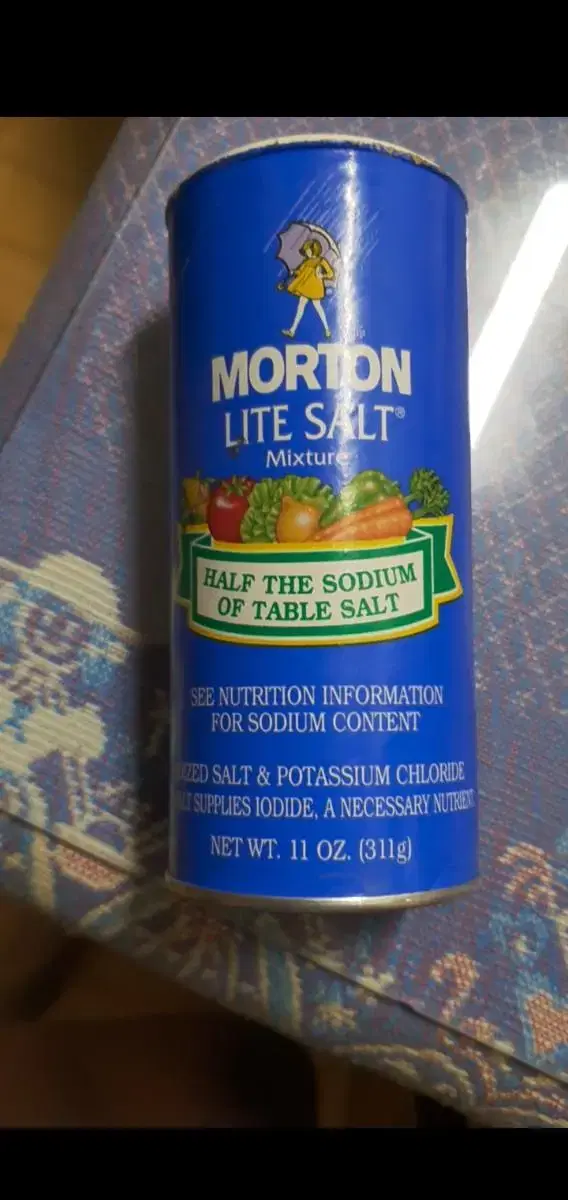 MORTON
LITE SALT®
Mixture
HALF THE SODIUM
OF TABLE SALT
SEE NUTRITION INFORMATION
FOR SODIUM CONTENT
SALT & POTASSIUM CHLORIDE
SUPPLIES IODIDE, A NECESSARY NUTRIENT
NET WT. 11 OZ. (311g)